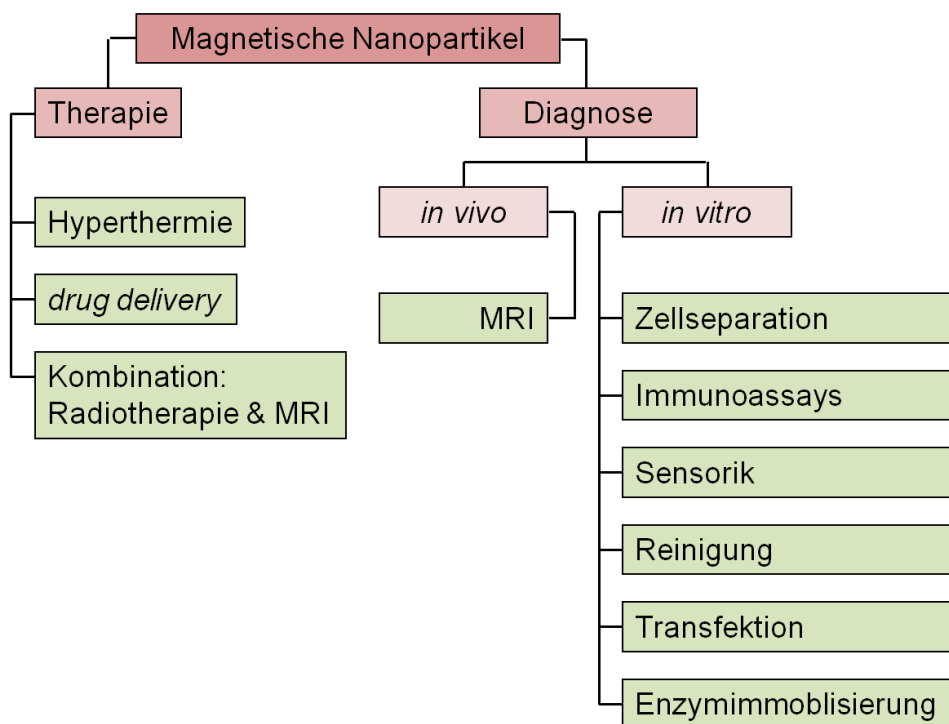 Magnetische Nanopartikel
Therapie
Diagnose
Hyperthermie
drug delivery
Kombination:
Radiotherapie & MRI
in vivo
in vitro
MRI
Zellseparation
Immunoassays
Sensorik
Reinigung
Transfektion
Enzymimmoblisierung